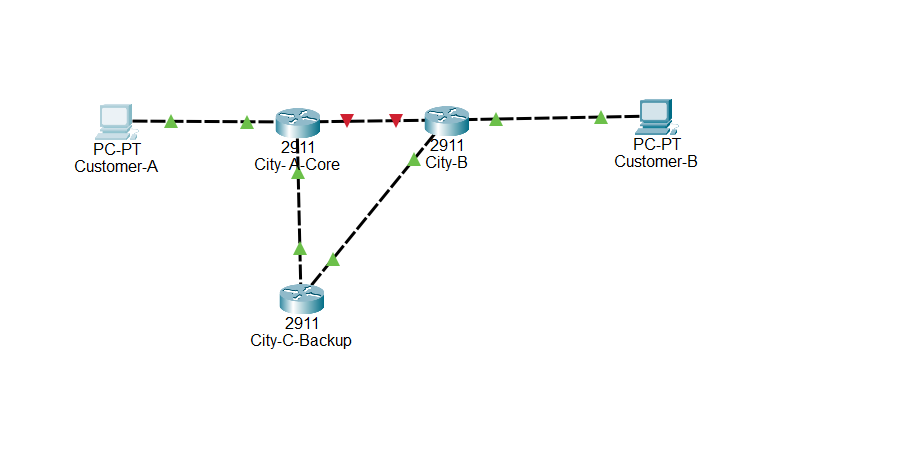 PC-PT
Customer-A
2911
City- A-Core
2911
City-B
PC-PT
Customer-B
2911
City-C-Backup